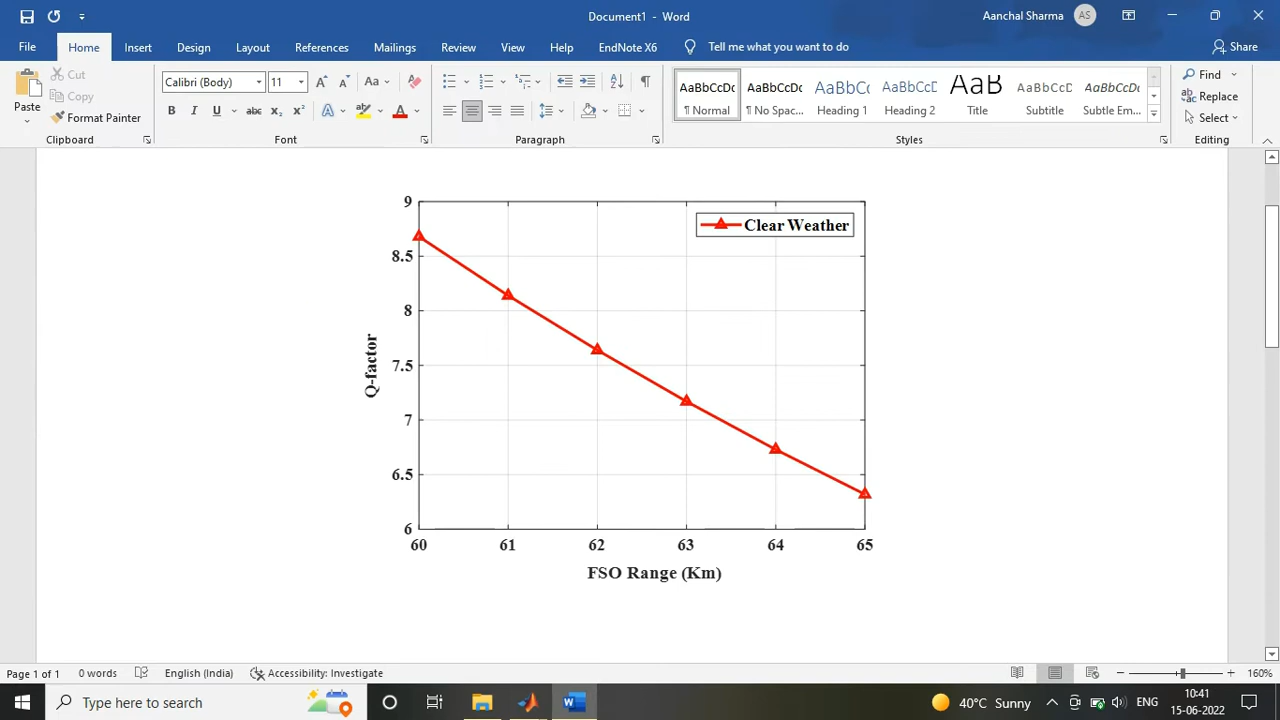 Document1 - Word
Aanchal Sharma AS
File Home Insert Design Layout References Mailings Review View Help EndNote X6 Tell me what you want to do Share
Cut
Copy
Paste
Format Painter
Clipboard
Calibri (Body) 11
Font
Paragraph
AaBbCcDc AaBbCcDc AaBbCc AaBbCcD AaB AaBbCcD AaBbCcDc
¶ Normal ¶ No Spac... Heading 1 Heading 2 Title Subtitle Subtle Em...
Styles
Find
Replace
Select
Editing
Clear Weather
9
8.5
8
7.5
7
6.5
6
Q-factor
60 61 62 63 64 65
FSO Range (Km)
Page 1 of 1 0 words English (India) Accessibility: Investigate 160%
Type here to search
40°C Sunny ENG
10:41
15-06-2022